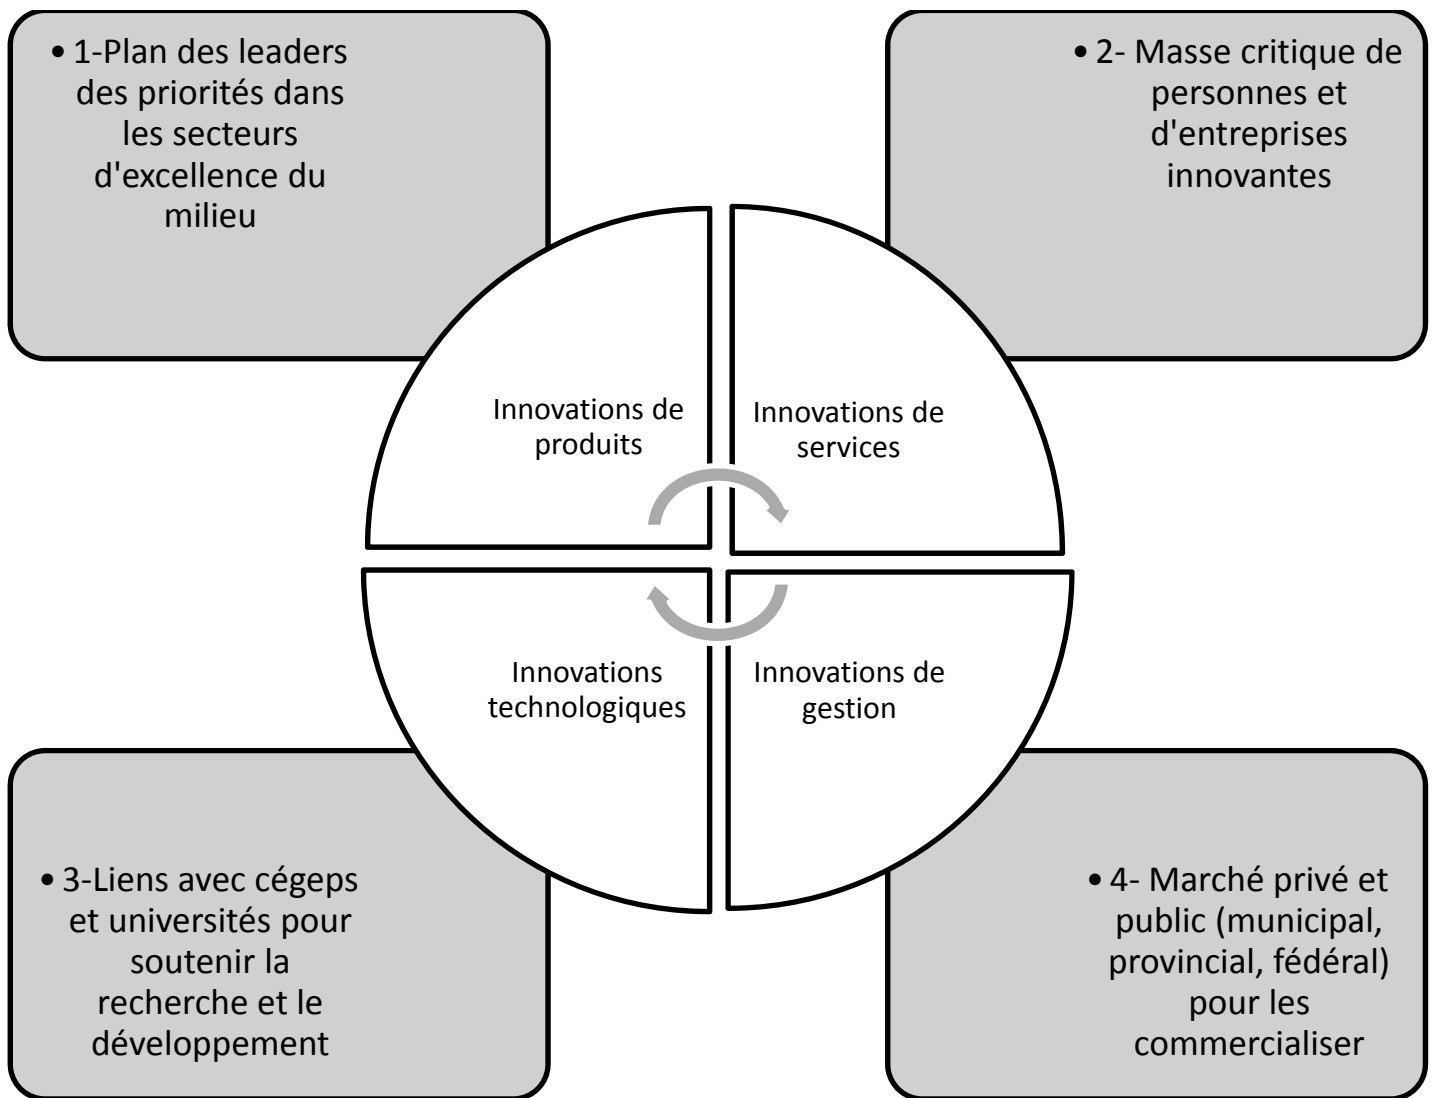 • 1-Plan des leaders
des priorités dans
les secteurs
d'excellence du
milieu
• 2- Masse critique de
personnes et
d'entreprises
innovantes
Innovations de
produits
Innovations de
services
Innovations
technologiques
Innovations de
gestion
• 3-Liens avec cégeps
et universités pour
soutenir la
recherche et le
développement
• 4- Marché privé et
public (municipal,
provincial, fédéral)
pour les
commercialiser